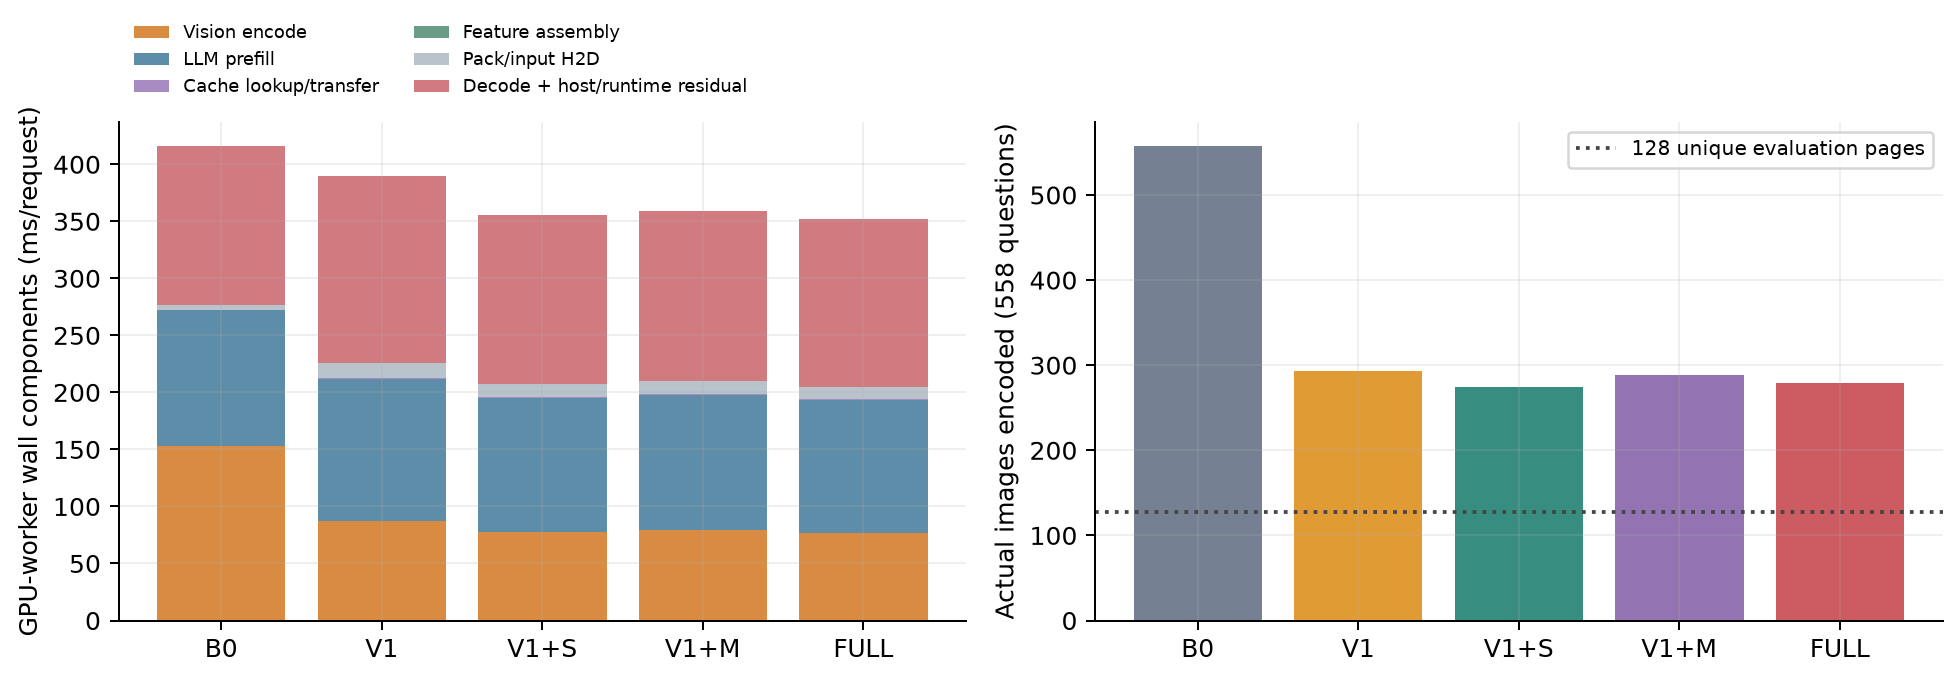 Vision encode
LLM prefill
Cache lookup/transfer
Feature assembly
Pack/input H2D
Decode + host/runtime residual
GPU-worker wall components (ms/request)
400
350
300
250
200
150
100
50
0
B0
V1
V1+S
V1+M
FULL
Actual images encoded (558 questions)
128 unique evaluation pages
500
400
300
200
100
0
B0
V1
V1+S
V1+M
FULL